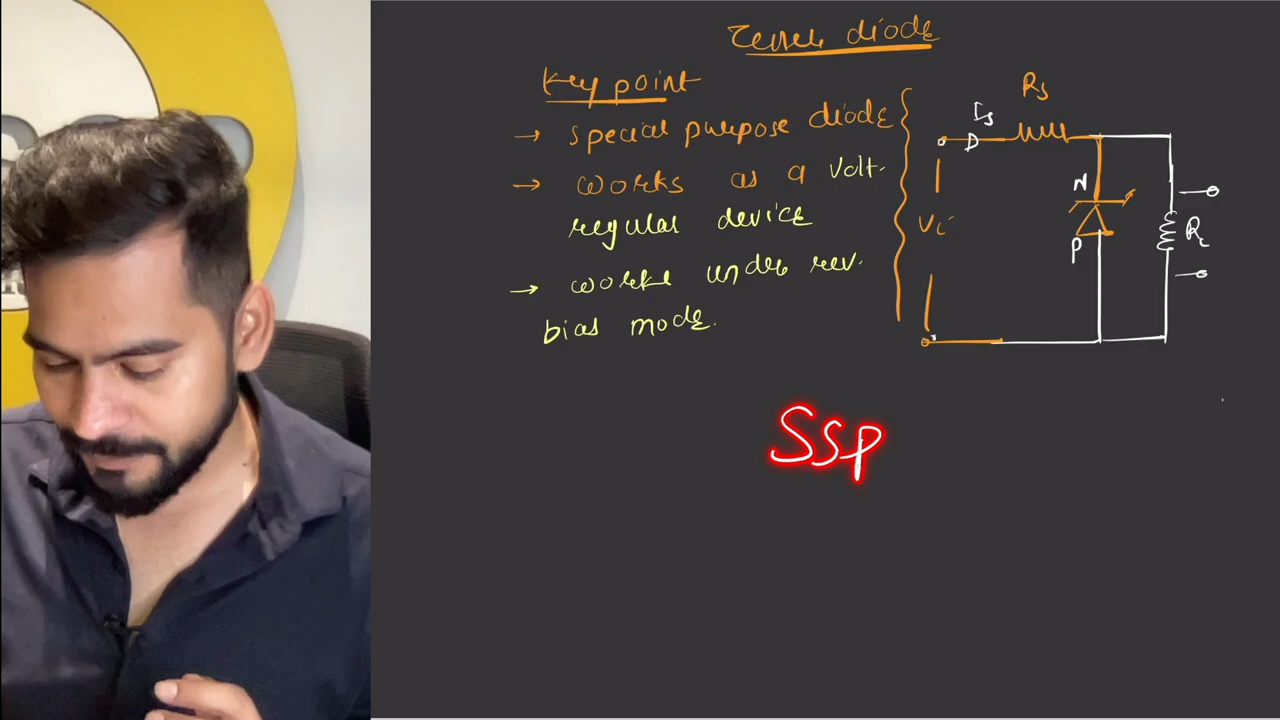 Zener diode
Key point
→ special purpose diode
→ works as a volt.
regular device
→ works under rev.
bias mode.
Is
Rs
Vi
N
P
RL
SSP